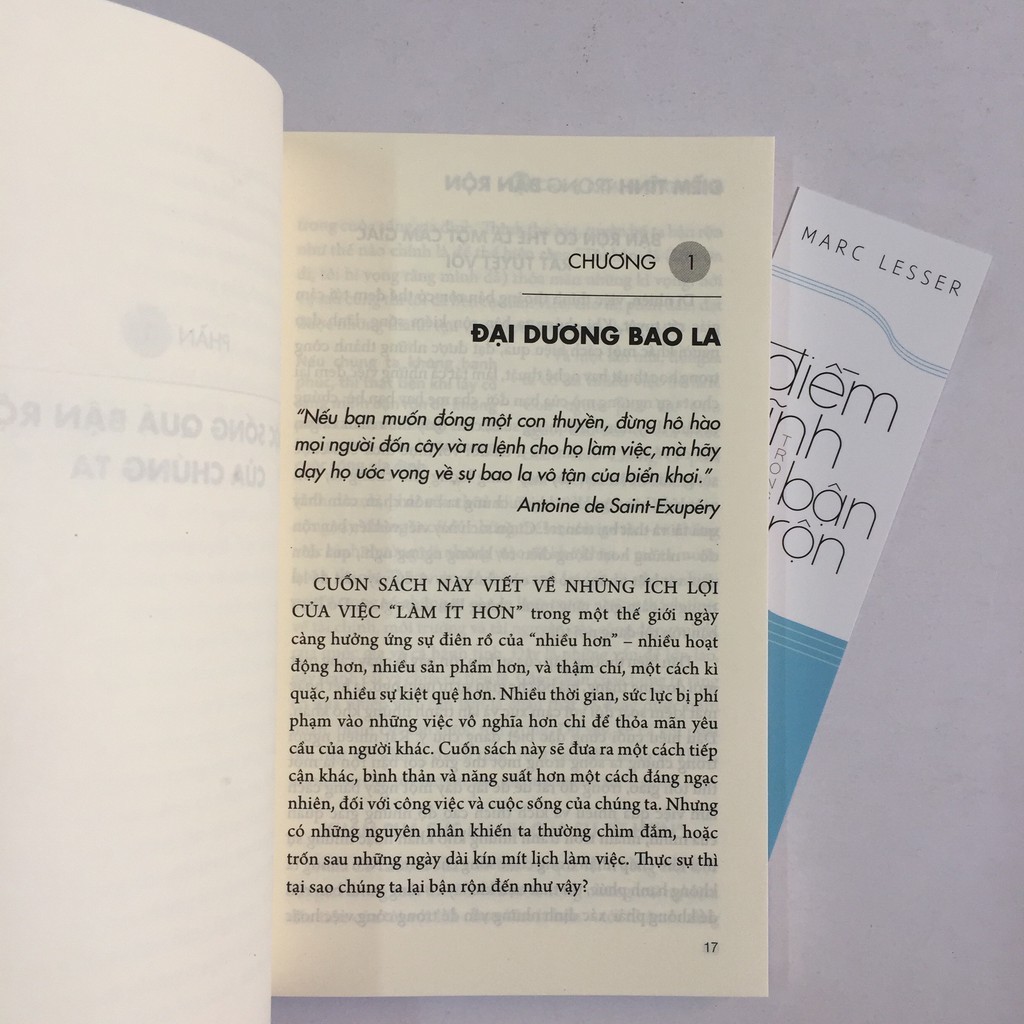 CHƯƠNG 1
ĐẠI DƯƠNG BAO LA
“Nếu bạn muốn đóng một con thuyền, đừng hô hào
mọi người đốn cây và ra lệnh cho họ làm việc, mà hãy
dạy họ ước vọng về sự bao la vô tận của biển khơi.”
Antoine de Saint-Exupéry
CUỐN SÁCH NÀY VIẾT VỀ NHỮNG ÍCH LỢI
CỦA VIỆC “LÀM ÍT HƠN” trong một thế giới ngày
càng hưởng ứng sự điên rồ của “nhiều hơn” – nhiều hoạt
động hơn, nhiều sản phẩm hơn, và thậm chí, một cách kì
quặc, nhiều sự kiệt quệ hơn. Nhiều thời gian, sức lực bị phí
phạm vào những việc vô nghĩa hơn chỉ để thỏa mãn yêu
cầu của người khác. Cuốn sách này sẽ đưa ra một cách tiếp
cận khác, bình thản và năng suất hơn một cách đáng ngạc
nhiên, đối với công việc và cuộc sống của chúng ta. Nhưng
có những nguyên nhân khiến ta thường chìm đắm, hoặc
trốn sau những ngày dài kín mít lịch làm việc. Thực sự thì
tại sao chúng ta lại bận rộn đến như vậy?
17
MARC LESSER
điềm
tĩnh
TRONG
bận
rộn